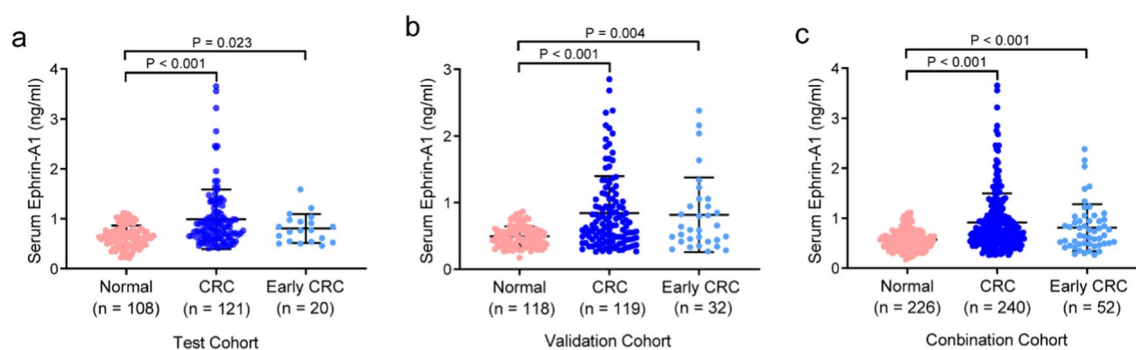 a
P = 0.023
P < 0.001
Serum Ephrin-A1 (ng/ml)
4
3
2
1
0
Normal CRC Early CRC
(n = 108) (n = 121) (n = 20)
Test Cohort
b
P = 0.004
P < 0.001
Serum Ephrin-A1 (ng/ml)
3
2
1
0
Normal CRC Early CRC
(n = 118) (n = 119) (n = 32)
Validation Cohort
c
P < 0.001
P < 0.001
Serum Ephrin-A1 (ng/ml)
4
3
2
1
0
Normal CRC Early CRC
(n = 226) (n = 240) (n = 52)
Conbination Cohort